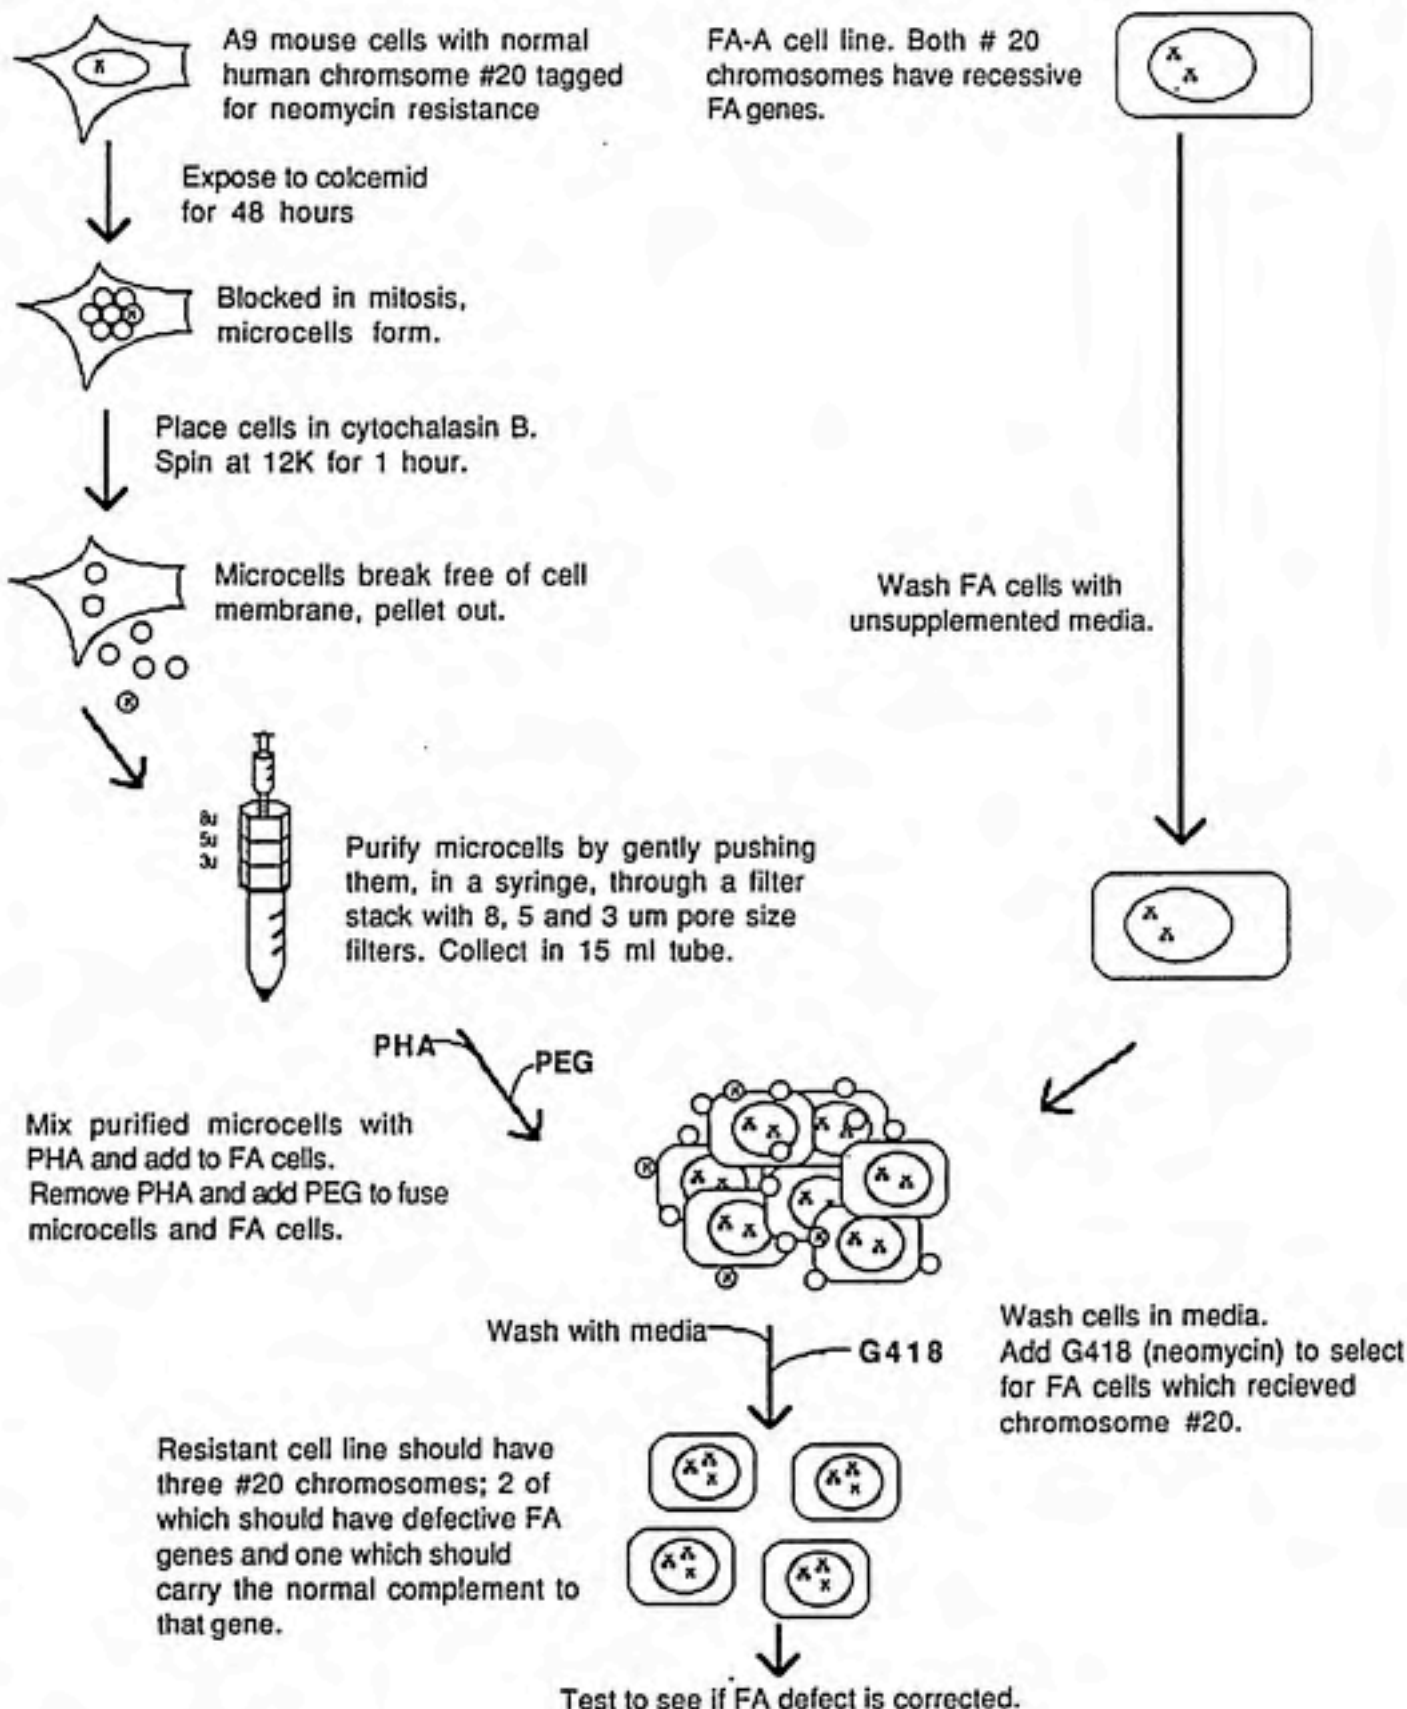 A9 mouse cells with normal
human chromsome #20 tagged
for neomycin resistance
FA-A cell line. Both # 20
chromosomes have recessive
FA genes.
Expose to colcemid
for 48 hours
Blocked in mitosis,
microcells form.
Place cells in cytochalasin B.
Spin at 12K for 1 hour.
Microcells break free of cell
membrane, pellet out.
Wash FA cells with
unsupplemented media.
8u
5u
3u
Purify microcells by gently pushing
them, in a syringe, through a filter
stack with 8, 5 and 3 um pore size
filters. Collect in 15 ml tube.
PHA
PEG
Mix purified microcells with
PHA and add to FA cells.
Remove PHA and add PEG to fuse
microcells and FA cells.
Wash with media
G418
Wash cells in media.
Add G418 (neomycin) to select
for FA cells which recieved
chromosome #20.
Resistant cell line should have
three #20 chromosomes; 2 of
which should have defective FA
genes and one which should
carry the normal complement to
that gene.
Test to see if FA defect is corrected.